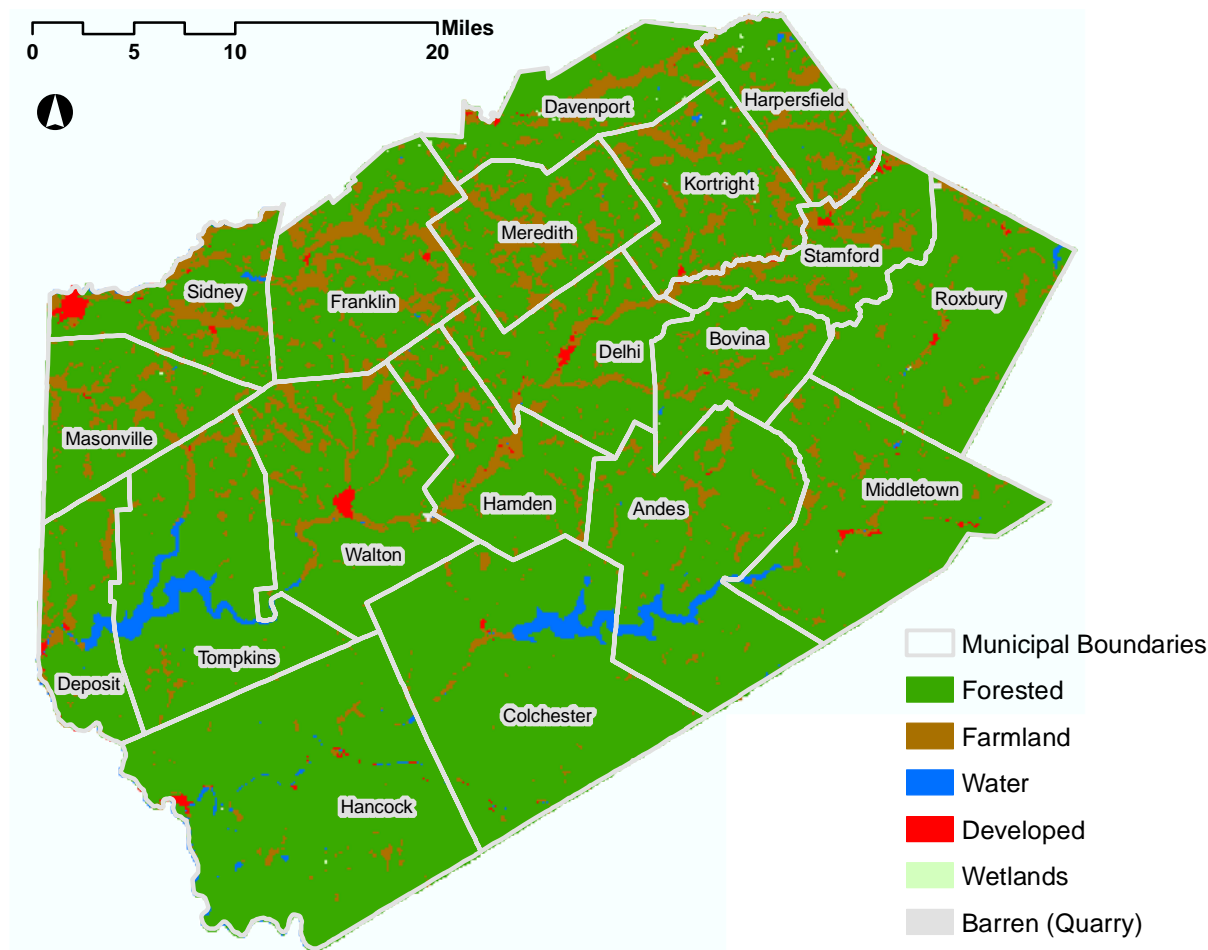 Miles
0 5 10 20
Davenport
Harpersfield
Kortright
Meredith
Stamford
Sidney
Franklin
Roxbury
Bovina
Delhi
Masonville
Middletown
Hamden
Andes
Walton
Tompkins
Deposit
Colchester
Hancock
Municipal Boundaries
Forested
Farmland
Water
Developed
Wetlands
Barren (Quarry)